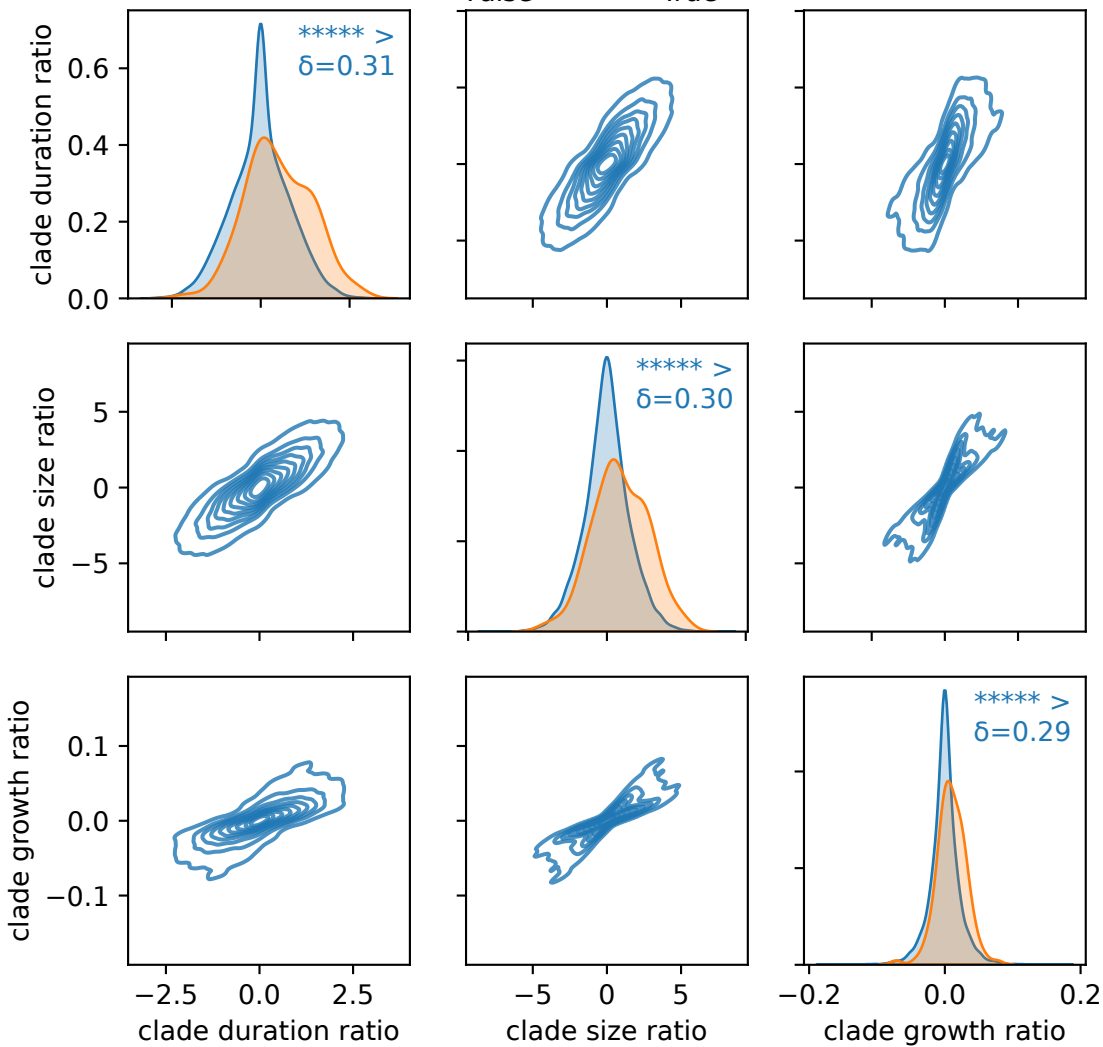 clade duration ratio
0.6
0.4
0.2
0.0
***** >
δ=0.31
clade size ratio
5
0
−5
***** >
δ=0.30
clade growth ratio
0.1
0.0
−0.1
***** >
δ=0.29
−2.5 0.0 2.5
−5 0 5
−0.2 0.0 0.2
clade duration ratio
clade size ratio
clade growth ratio